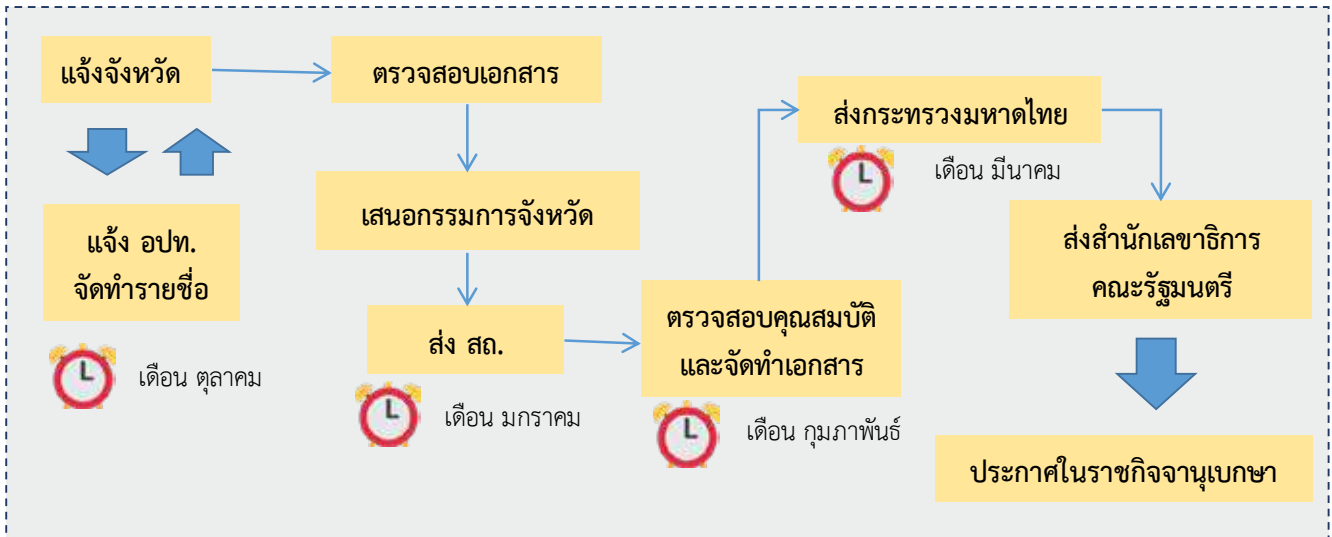 แจ้งจังหวัด
ตรวจสอบเอกสาร
ส่งกระทรวงมหาดไทย
เดือน มีนาคม
แจ้ง อปท.
จัดทำรายชื่อ
เดือน ตุลาคม
เสนอกรรมการจังหวัด
ส่ง สถ.
เดือน มกราคม
ตรวจสอบคุณสมบัติ
และจัดทำเอกสาร
เดือน กุมภาพันธ์
ส่งสำนักเลขาธิการ
คณะรัฐมนตรี
ประกาศในราชกิจจานุเบกษา